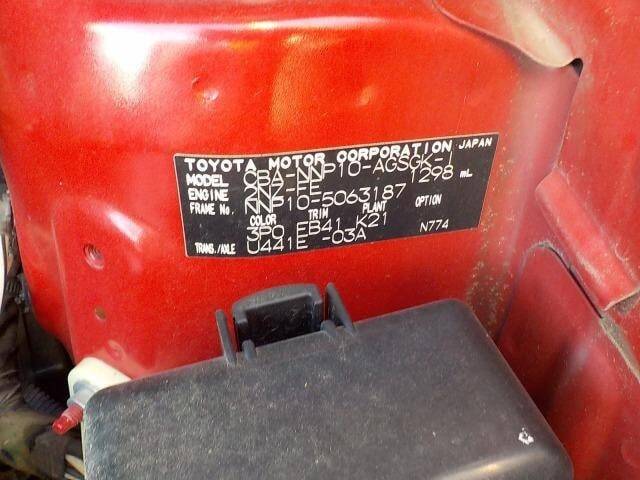 TOYOTA MOTOR CORPORATION JAPAN
MODEL CBA-NNP10-AGSGK-1
ENGINE 2NZ-FE 1298 mL
FRAME No. NNP10-5063187
COLOR TRIM PLANT OPTION
3P0 EB41 K21 N774
TRANS./AXLE U441E -03A